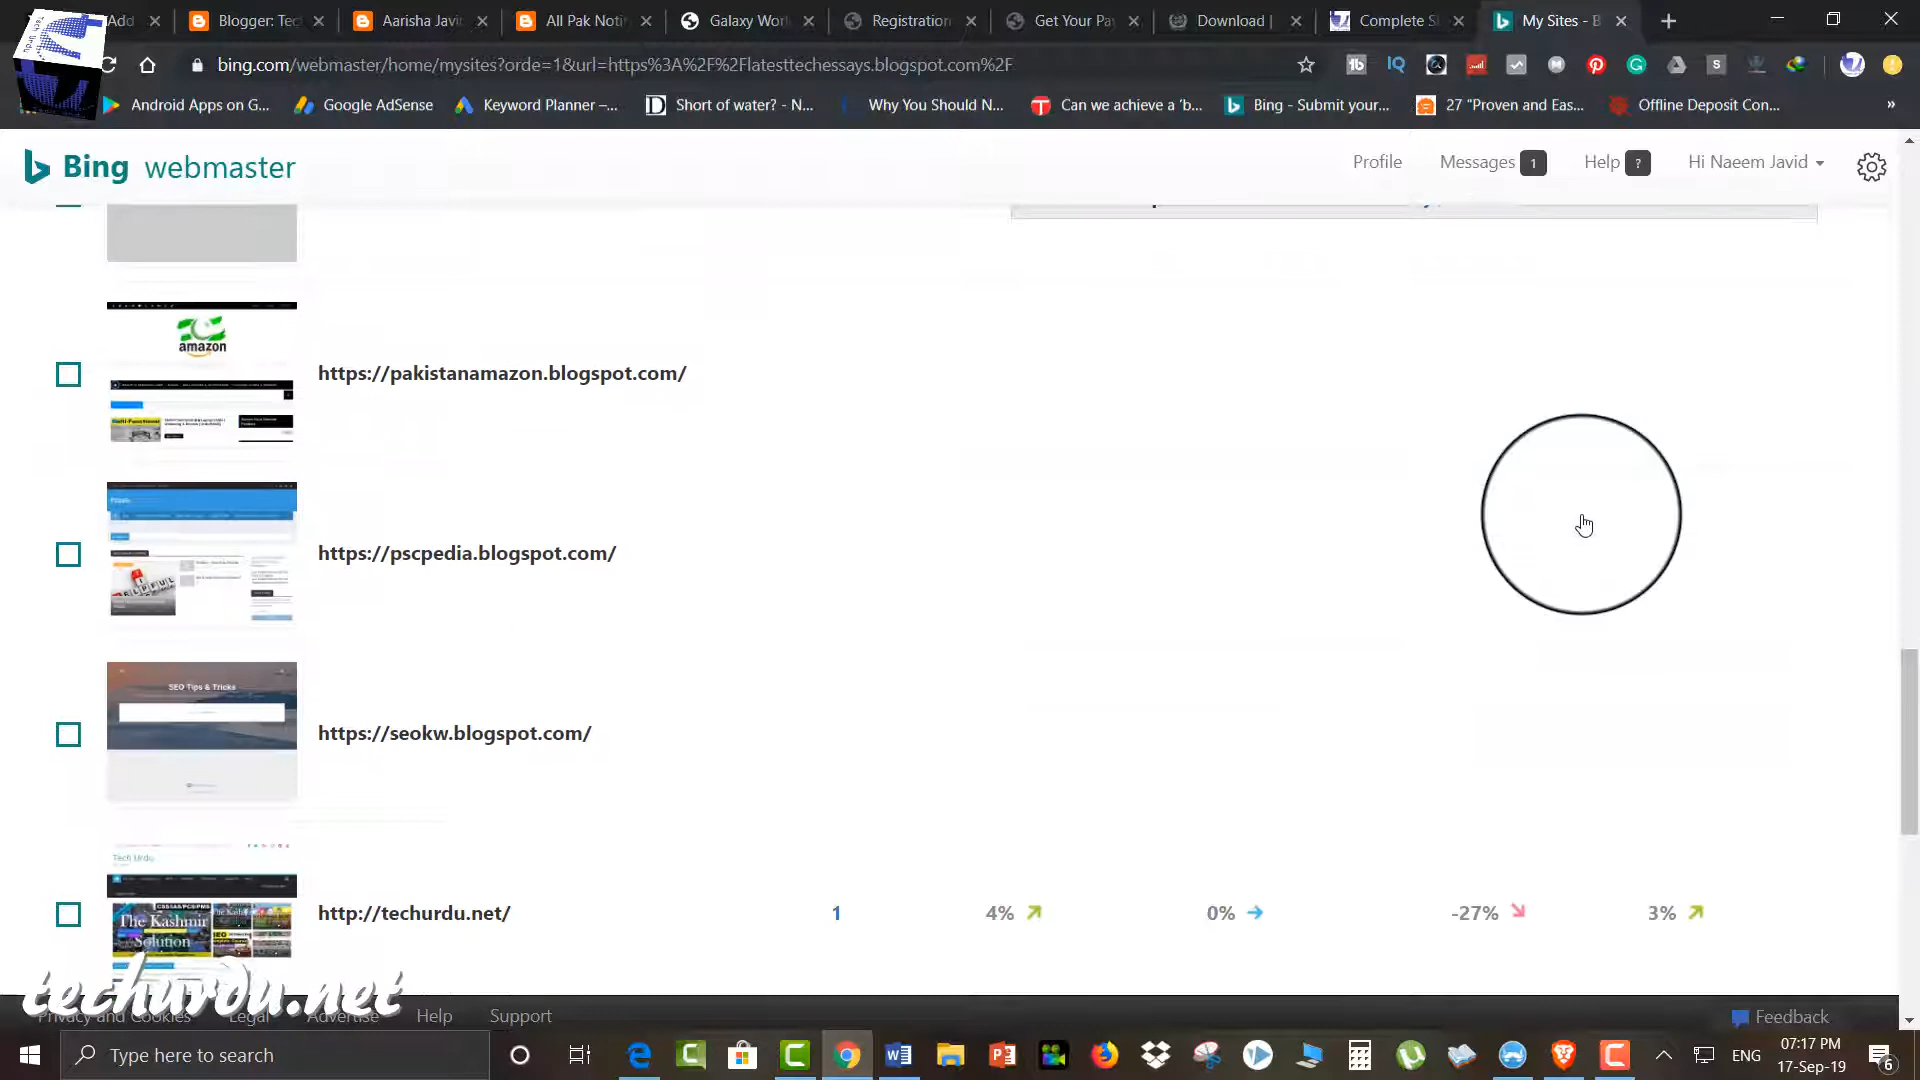 Add
Blogger: Tec
Aarisha Javi
All Pak Noti
Galaxy Worl
Registration
Get Your Pa
Download |
Complete S
My Sites - B
bing.com/webmaster/home/mysites?orde=1&url=https%3A%2F%2Flatesttechessays.blogspot.com%2F
Android Apps on G...
Google AdSense
Keyword Planner –...
Short of water? - N...
Why You Should N...
Can we achieve a 'b...
Bing - Submit your...
27 "Proven and Eas...
Offline Deposit Con...
»
Bing webmaster
Profile
Messages 1
Help ?
Hi Naeem Javid
amazon
https://pakistanamazon.blogspot.com/
https://pscpedia.blogspot.com/
SEO Tips & Tricks
https://seokw.blogspot.com/
Tech Urdu
The Kashmir
Solution
http://techurdu.net/
1
4%
0%
-27%
3%
techurdu.net
Privacy and Cookies
Legal
Advertise
Help
Support
Feedback
Type here to search
ENG
07:17 PM
17-Sep-19
6